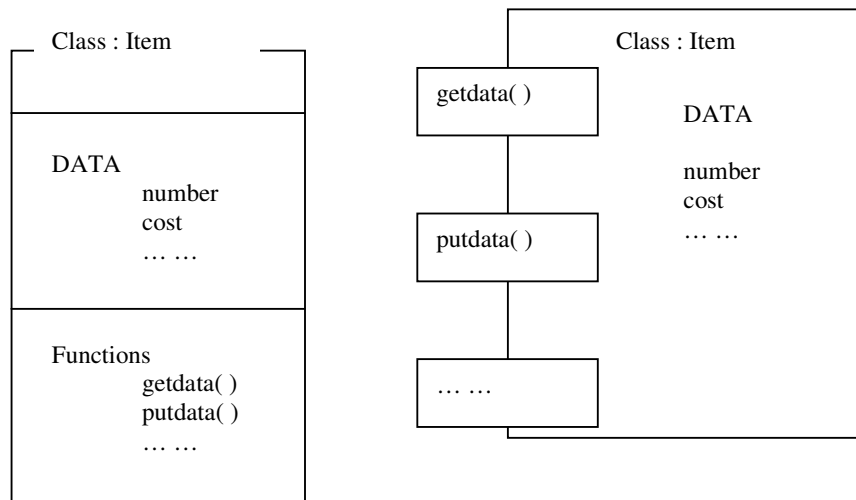 Class : Item
DATA
number
cost
… …
Functions
getdata( )
putdata( )
… …
Class : Item
getdata( )
DATA
number
cost
putdata( )
… …
… …